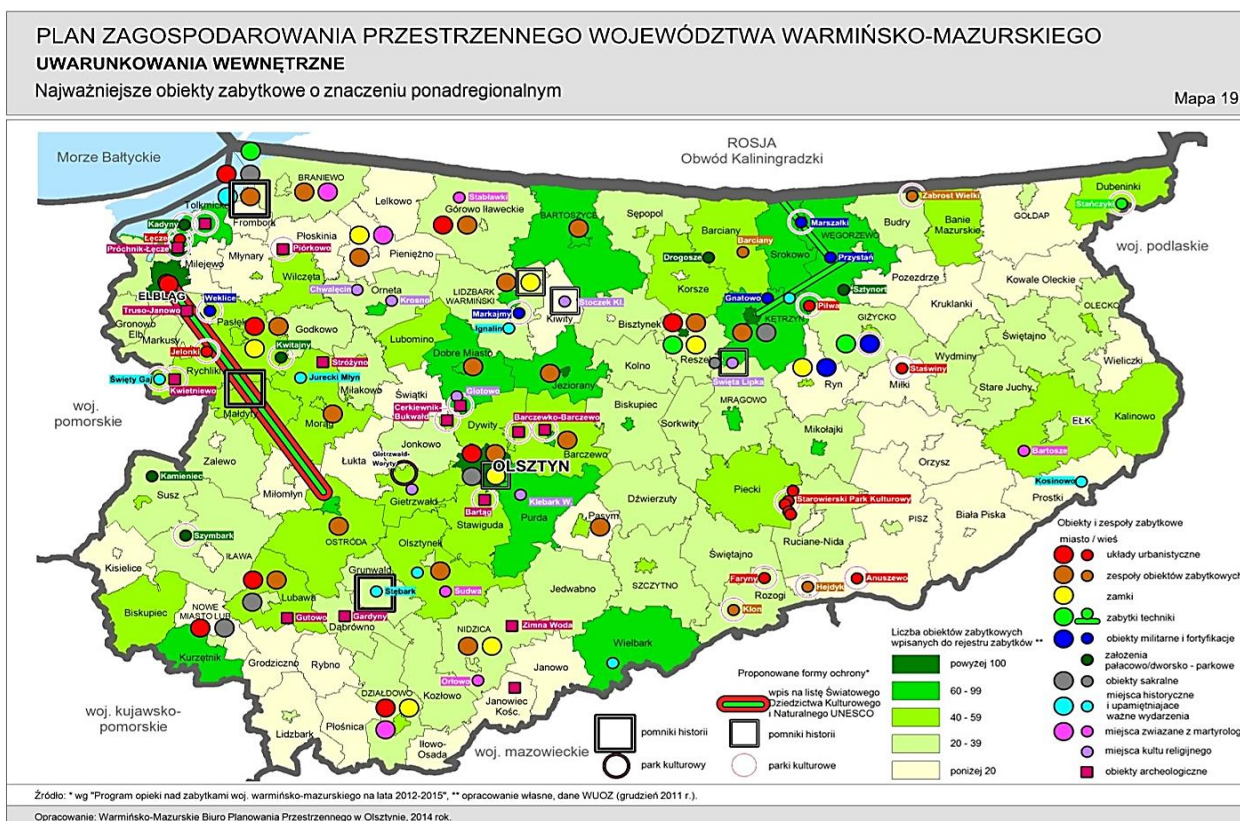 PLAN ZAGOSPODAROWANIA PRZESTRZENNEGO WOJEWÓDZTWA WARMIŃSKO-MAZURSKIEGO
UWARUNKOWANIA WEWNĘTRZNE
Najważniejsze obiekty zabytkowe o znaczeniu ponadregionalnym
Mapa 19
Morze Bałtyckie
ROSJA
Obwód Kaliningradzki
woj. podlaskie
woj. pomorskie
woj. kujawsko-pomorskie
woj. mazowieckie
BRANIEWO
Lelkowo
Stabławki
Górowo Iławeckie
BARTOSZYCE
Sępopol
Barciany
Barciany
Marszałki
WĘGORZEWO
Srokowo
Zabrost Wielki
Budry
Banie Mazurskie
GOŁDAP
Dubeninki
Stańczyki
Kadyny
Tolkmicko
Frombork
Łęcze
Próchnik-Łęcze
Milejewo
Młynary
Płoskinia
Piórkowo
Pieniężno
Wilczęta
Chwalęcin
Orneta
Krosno
LIDZBARK WARMIŃSKI
Stoczek Kl.
Kiwity
Markajmy
Ignalin
Drogosze
Korsze
Przystań
Gnatowo
Sztynort
Pozezdrze
Kruklanki
Kowale Oleckie
OLECKO
ELBLĄG
Truso-Janowo
Weklice
Gronowo Elb.
Markusy
Jelonki
Rychliki
Pasłęk
Godkowo
Kwitajny
Stróżyno
Jurecki Młyn
Święty Gaj
Kwietniewo
Małdyty
Miłakowo
Morąg
Lubomino
Dobre Miasto
Jeziorany
Bisztynek
Reszel
Kolno
KĘTRZYN
Pilwa
GIŻYCKO
Ryn
Miłki
Staświny
Wydminy
Świętajno
Wieliczki
Stare Juchy
EŁK
Kalinowo
Bartosze
Kosinowo
Prostki
Święta Lipka
MRĄGOWO
Mikołajki
Orzysz
Biała Piska
PISZ
Świątki
Głotowo
Cerkiewnik-Bukwałd
Dywity
Barczewko-Barczewo
Barczewo
Biskupiec
Sorkwity
Jonkowo
Łukta
Gietrzwałd-Woryty
Gietrzwałd
OLSZTYN
Klebark W.
Bartąg
Stawiguda
Purda
Pasym
Dźwierzuty
Piecki
Starowierski Park Kulturowy
Ruciane-Nida
Zalewo
Kamieniec
Susz
Miłomłyn
OSTRÓDA
Szymbark
IŁAWA
Kisielice
Biskupiec
NOWE MIASTO LUB.
Kurzętnik
Lubawa
Gutowo
Grunwald
Stębark
Gardyny
Dąbrówno
Olsztynek
Sudwa
Grodziczno
Rybno
Lidzbark
Płośnica
DZIAŁDOWO
Iłowo-Osada
Kozłowo
Orłowo
NIDZICA
Zimna Woda
Janowo
Janowiec Kośc.
Jedwabno
SZCZYTNO
Wielbark
Świętajno
Rozogi
Faryny
Klon
Hejdyk
Anuszewo
Obiekty i zespoły zabytkowe
miasto / wieś
układy urbanistyczne
zespoły obiektów zabytkowych
zamki
zabytki techniki
obiekty militarne i fortyfikacje
założenia pałacowo/dworsko - parkowe
obiekty sakralne
miejsca historyczne i upamiętniające ważne wydarzenia
miejsca związane z martyrolog
miejsca kultu religijnego
obiekty archeologiczne
Liczba obiektów zabytkowych
wpisanych do rejestru zabytków **
powyżej 100
60 - 99
40 - 59
20 - 39
poniżej 20
Proponowane formy ochrony*
wpis na listę Światowego
Dziedzictwa Kulturowego
i Naturalnego UNESCO
pomniki historii
pomniki historii
park kulturowy
parki kulturowe
Źródło: * wg "Program opieki nad zabytkami woj. warmińsko-mazurskiego na lata 2012-2015", ** opracowanie własne, dane WUOZ (grudzień 2011 r.).
Opracowanie: Warmińsko-Mazurskie Biuro Planowania Przestrzennego w Olsztynie, 2014 rok.